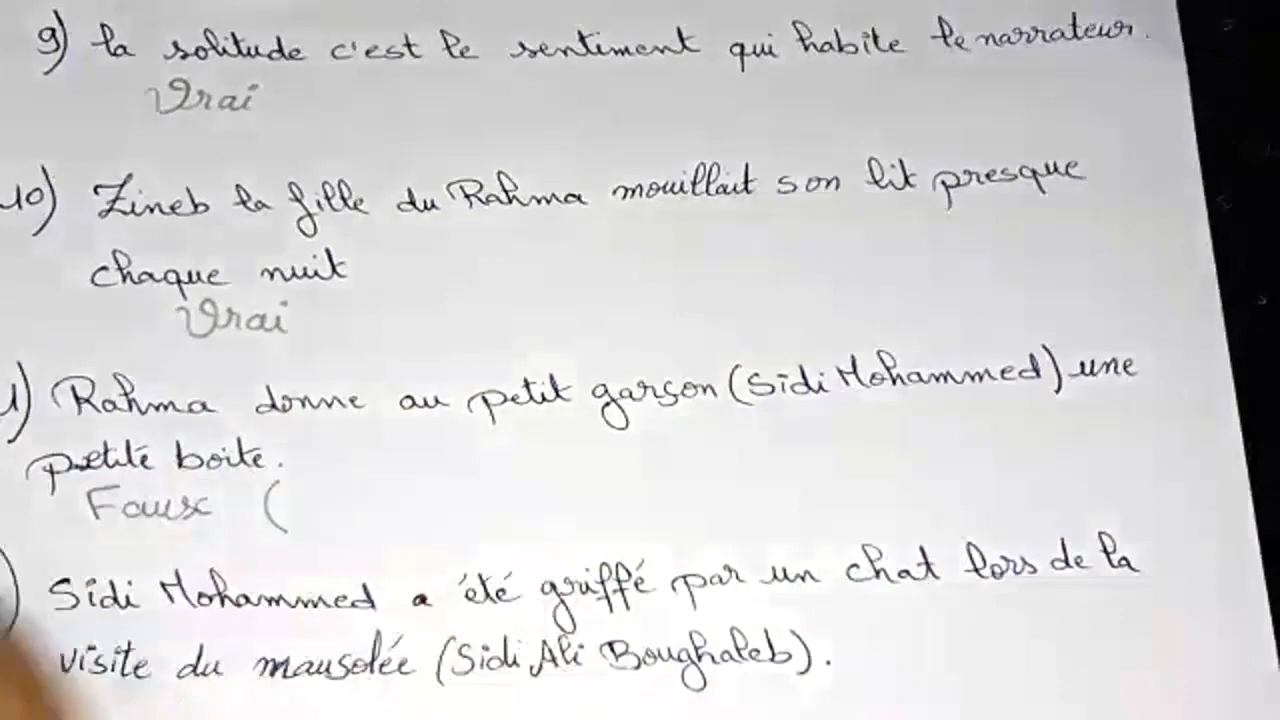 9) la solitude c'est le sentiment qui habite le narrateur.
Vrai
10) Zineb la fille du Rahma mouillait son lit presque
chaque nuit
Vrai
1) Rahma donne au petit garson (Sidi Mohammed) une
petite boite.
Faux (
) Sidi Mohammed a été griffé par un chat lors de la
visite du mausolée (Sidi Ali Boughaleb).